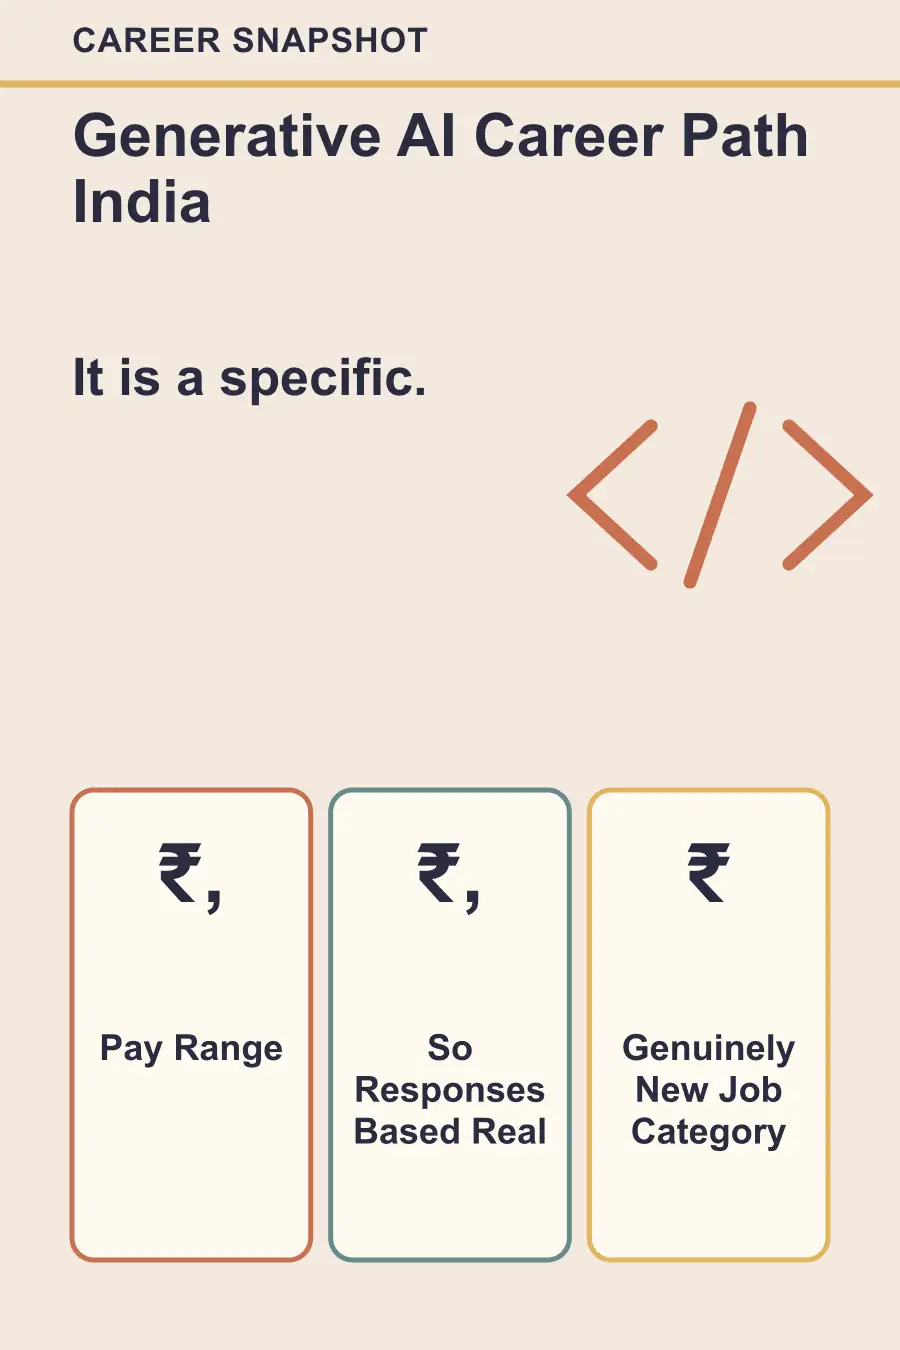 CAREER SNAPSHOT
Generative AI Career Path
India
It is a specific.
₹,
Pay Range
₹,
So
Responses
Based Real
₹
Genuinely
New Job
Category